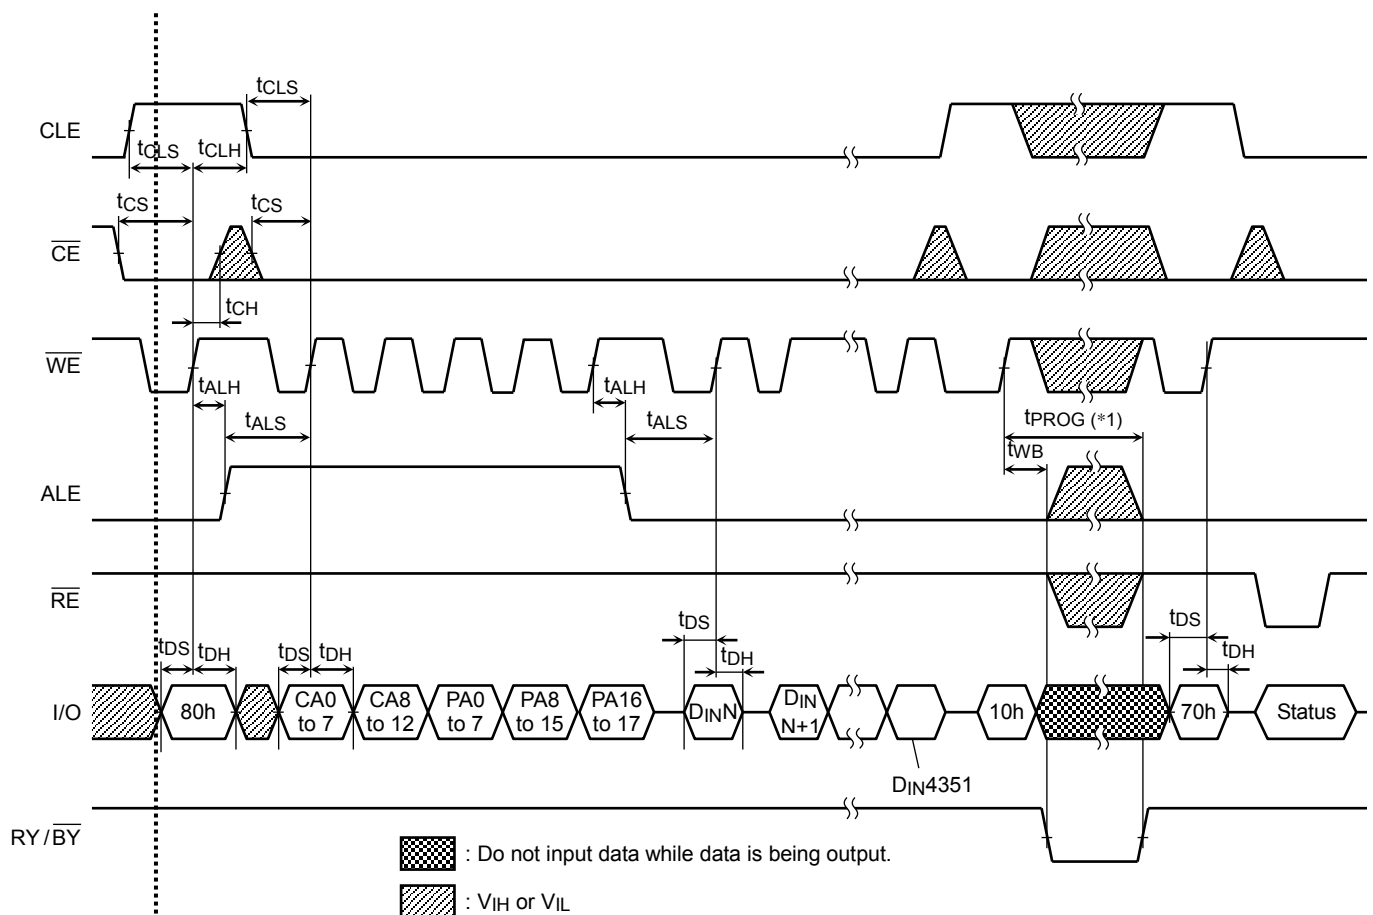 tCLS
CLE
tCLS tCLH
tCS tCS
CE
tCH
WE
tALH tALH
tALS tALS tPROG (*1)
tWB
ALE
RE
tDS tDH tDS tDH tDS tDH tDS tDH
I/O 80h CA0 to 7 CA8 to 12 PA0 to 7 PA8 to 15 PA16 to 17 DINN DIN N+1 10h 70h Status
DIN4351
RY/BY
: Do not input data while data is being output.
: VIH or VIL